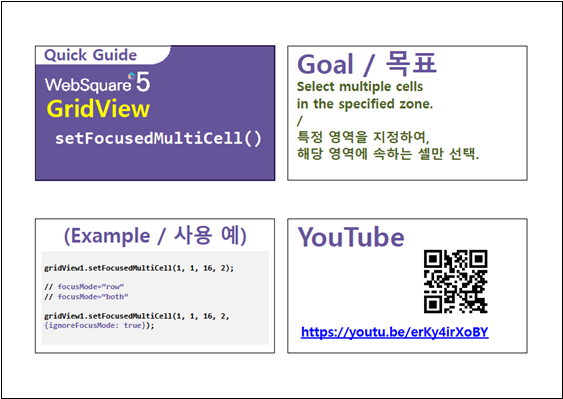 Quick Guide
WebSquare 5
GridView
setFocusedMultiCell()
Goal / 목표
Select multiple cells
in the specified zone.
/
특정 영역을 지정하여,
해당 영역에 속하는 셀만 선택.
(Example / 사용 예)
gridView1.setFocusedMultiCell(1, 1, 16, 2);
// focusMode="row"
// focusMode="both"
gridView1.setFocusedMultiCell(1, 1, 16, 2,
{ignoreFocusMode: true});
YouTube
https://youtu.be/erKy4irXoBY